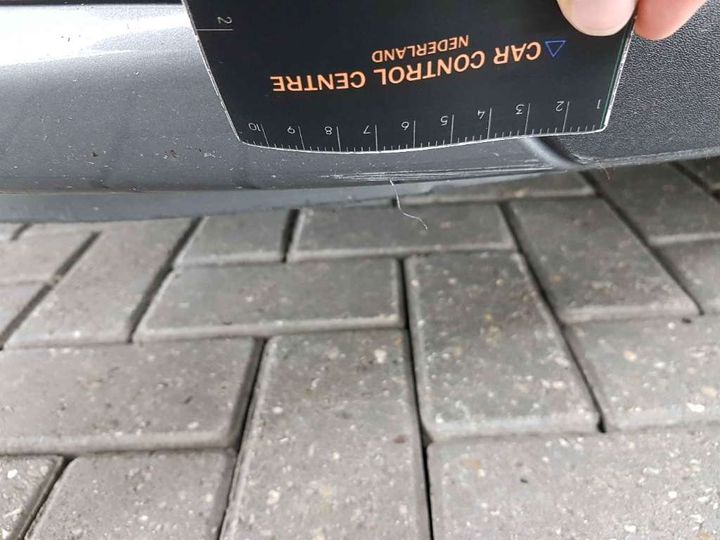 1 2 3 4 5 6 7 8 9 10
CAR CONTROL CENTRE
NEDERLAND
2